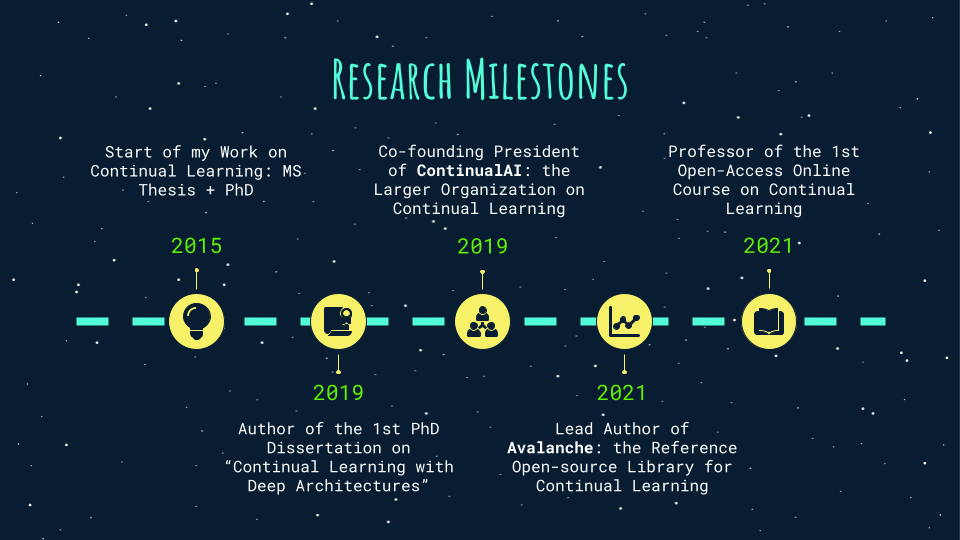 Research Milestones
Start of my Work on
Continual Learning: MS
Thesis + PhD
2015
2019
Author of the 1st PhD
Dissertation on
“Continual Learning with
Deep Architectures”
Co-founding President
of ContinualAI: the
Larger Organization on
Continual Learning
2019
2021
Lead Author of
Avalanche: the Reference
Open-source Library for
Continual Learning
Professor of the 1st
Open-Access Online
Course on Continual
Learning
2021